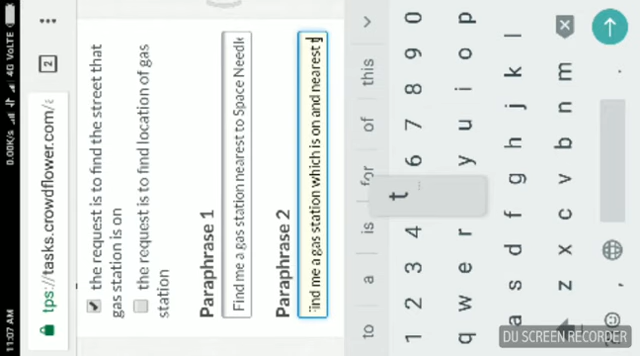 11:07 AM
0.00K/s
4G VoLTE
tps://tasks.crowdflower.com/
2
the request is to find the street that
gas station is on
the request is to find location of gas
station
Paraphrase 1
Find me a gas station nearest to Space Needle
Paraphrase 2
ind me a gas station which is on and nearest
to a is for of this
1 2 3 4 6 7 8 9 0
t
q w e r y u i o p
a s d f g h j k l
z x c v b n m
, .
DU SCREEN RECORDER